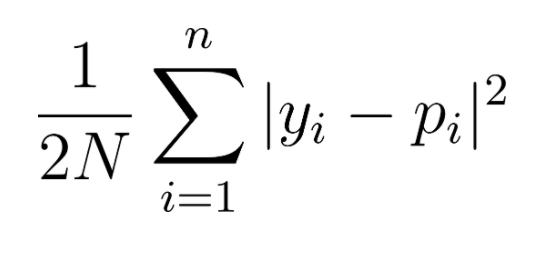 $$\frac{1}{2N} \sum_{i=1}^{n} |y_i - p_i|^2$$